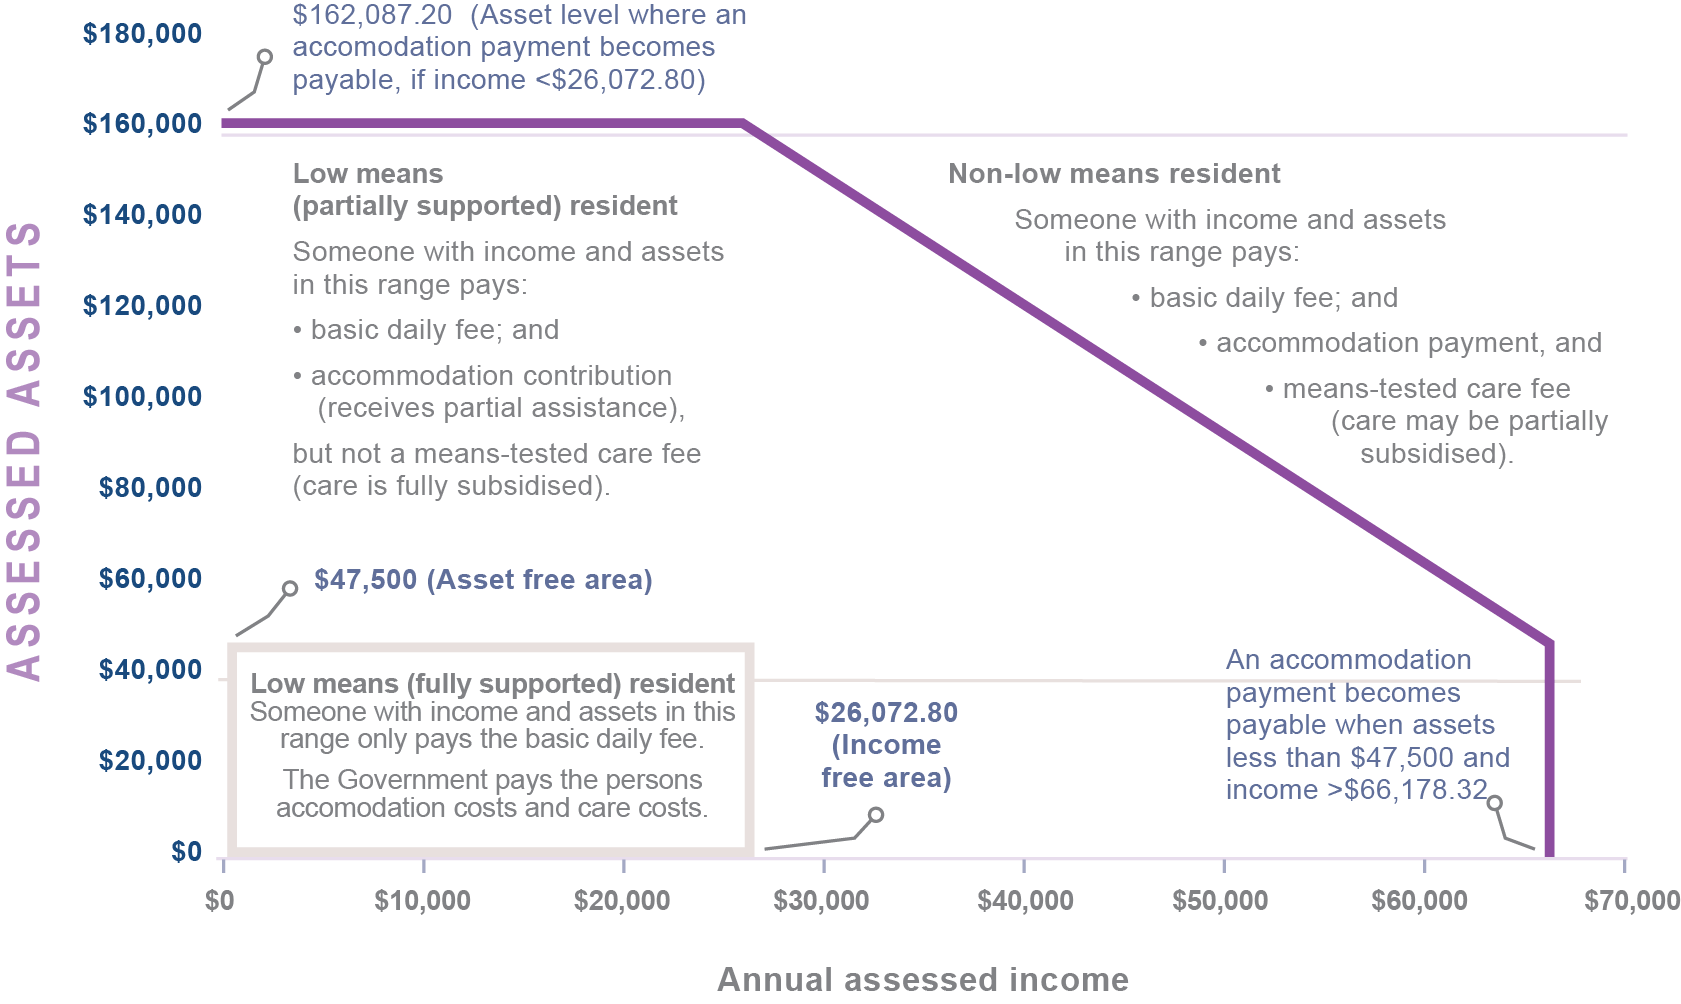 $162,087.20  (Asset level where an
accomodation payment becomes
payable, if income <$26,072.80)
$180,000
$160,000
$140,000
$120,000
$100,000
$80,000
$60,000
$40,000
$20,000
$0
ASSESSED ASSETS
Low means
(partially supported) resident
Someone with income and assets
in this range pays:
• basic daily fee; and
• accommodation contribution
(receives partial assistance),
but not a means-tested care fee
(care is fully subsidised).
Non-low means resident
Someone with income and assets
in this range pays:
• basic daily fee; and
• accommodation payment, and
• means-tested care fee
(care may be partially
subsidised).
$47,500 (Asset free area)
Low means (fully supported) resident
Someone with income and assets in this
range only pays the basic daily fee.
The Government pays the persons
accomodation costs and care costs.
$26,072.80
(Income
free area)
An accommodation
payment becomes
payable when assets
less than $47,500 and
income >$66,178.32
$0
$10,000
$20,000
$30,000
$40,000
$50,000
$60,000
$70,000
Annual assessed income